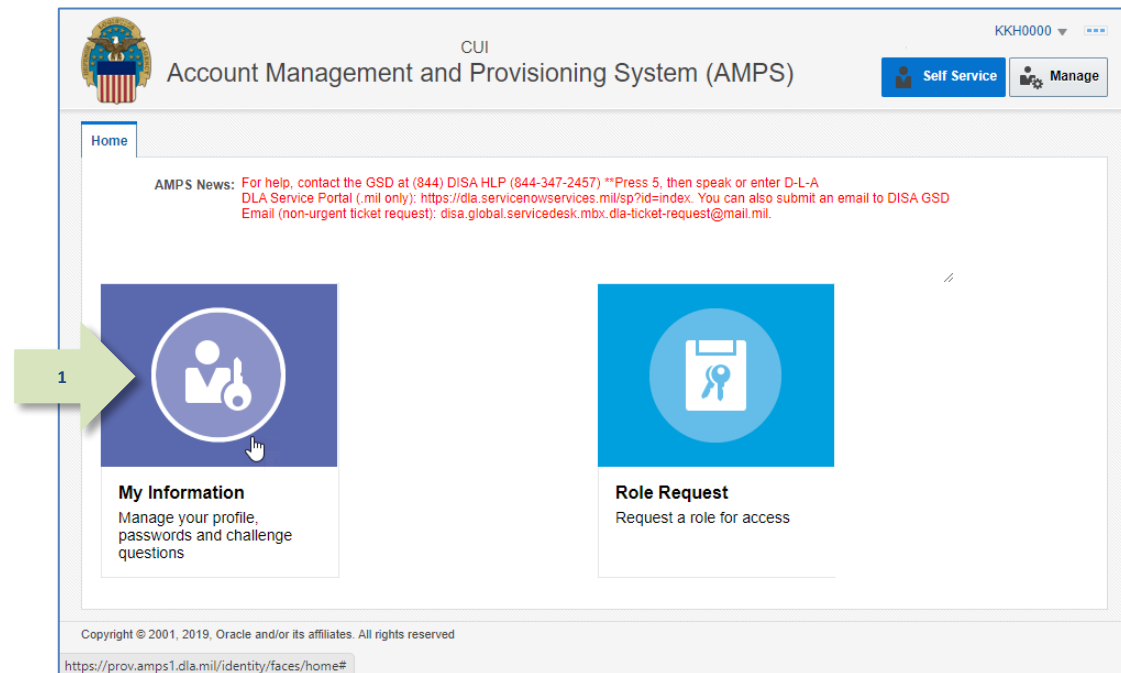 KKH0000
CUI
Account Management and Provisioning System (AMPS)
Self Service
Manage
Home
AMPS News: For help, contact the GSD at (844) DISA HLP (844-347-2457) **Press 5, then speak or enter D-L-A
DLA Service Portal (.mil only): https://dla.servicenowservices.mil/sp?id=index. You can also submit an email to DISA GSD
Email (non-urgent ticket request): disa.global.servicedesk.mbx.dla-ticket-request@mail.mil.
1
My Information
Manage your profile,
passwords and challenge
questions
Role Request
Request a role for access
Copyright © 2001, 2019, Oracle and/or its affiliates. All rights reserved
https://prov.amps1.dla.mil/identity/faces/home#